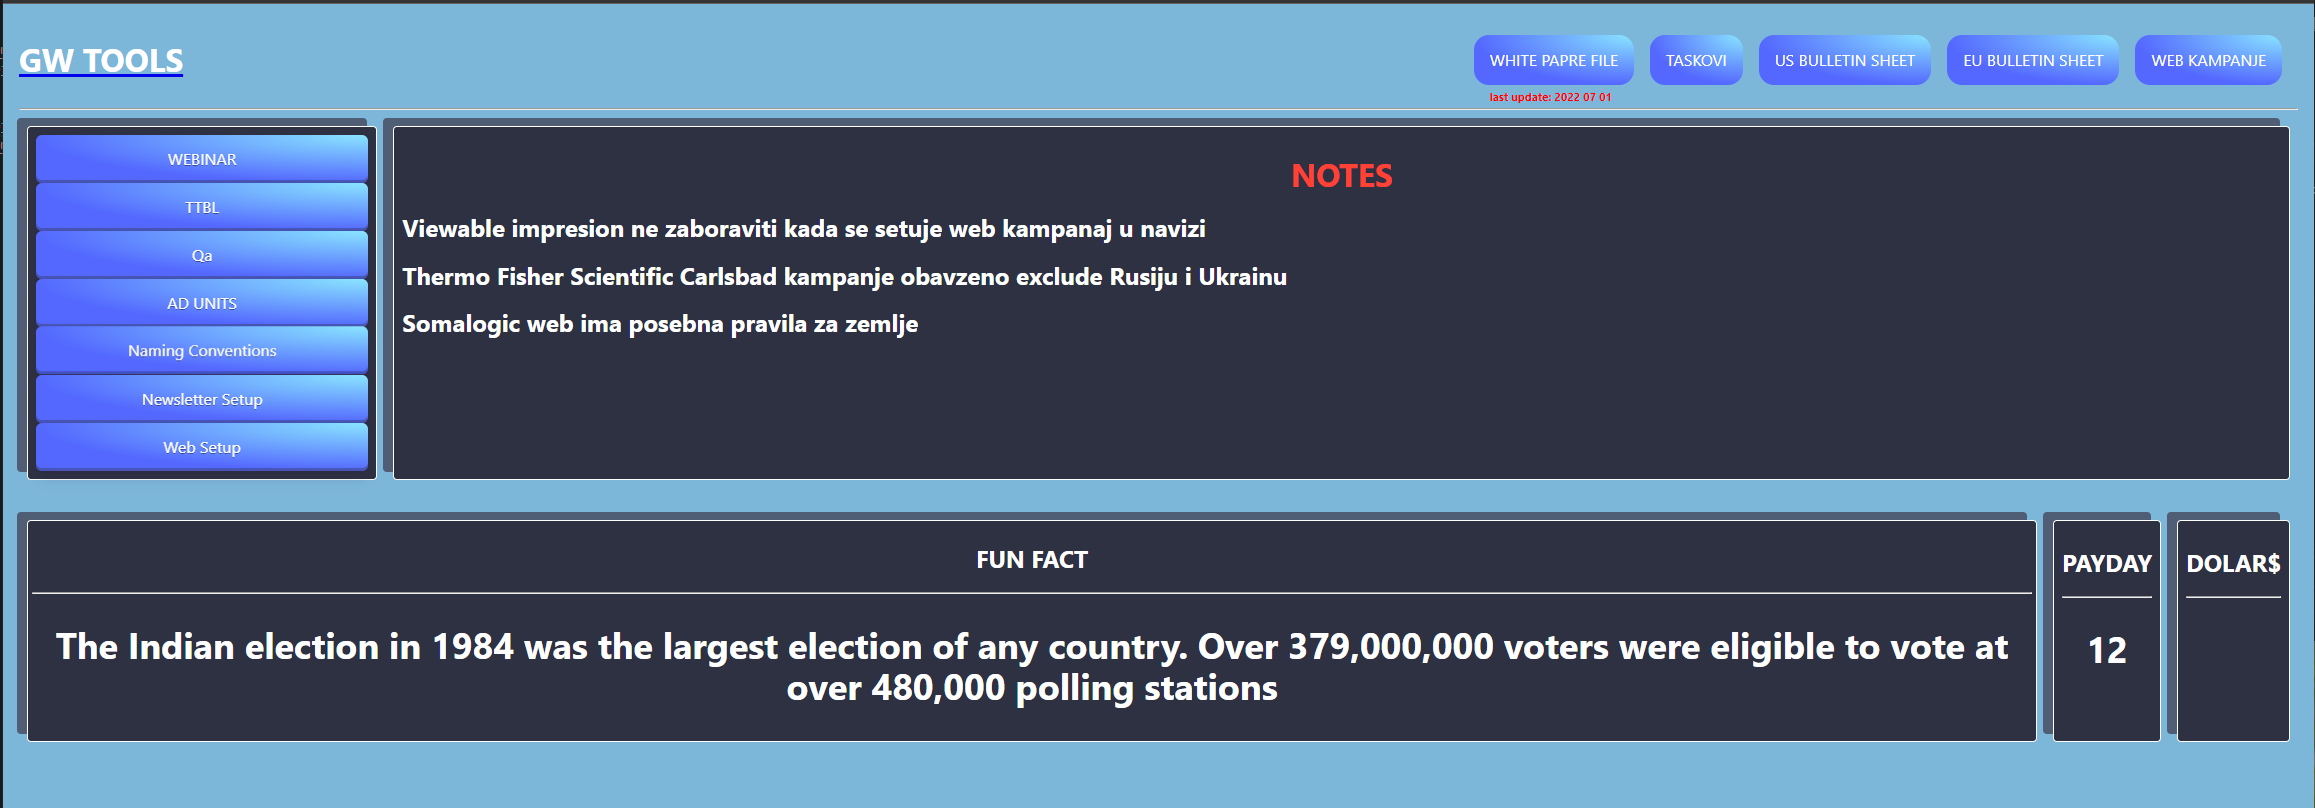 GW TOOLS
WHITE PAPRE FILE
TASKOVI
US BULLETIN SHEET
EU BULLETIN SHEET
WEB KAMPANJE
last update: 2022 07 01
WEBINAR
TTBL
Qa
AD UNITS
Naming Conventions
Newsletter Setup
Web Setup
NOTES
Viewable impresion ne zaboraviti kada se setuje web kampanaj u navizi
Thermo Fisher Scientific Carlsbad kampanje obavzeno exclude Rusiju i Ukrainu
Somalogic web ima posebna pravila za zemlje
FUN FACT
The Indian election in 1984 was the largest election of any country. Over 379,000,000 voters were eligible to vote at
over 480,000 polling stations
PAYDAY
12
DOLAR$